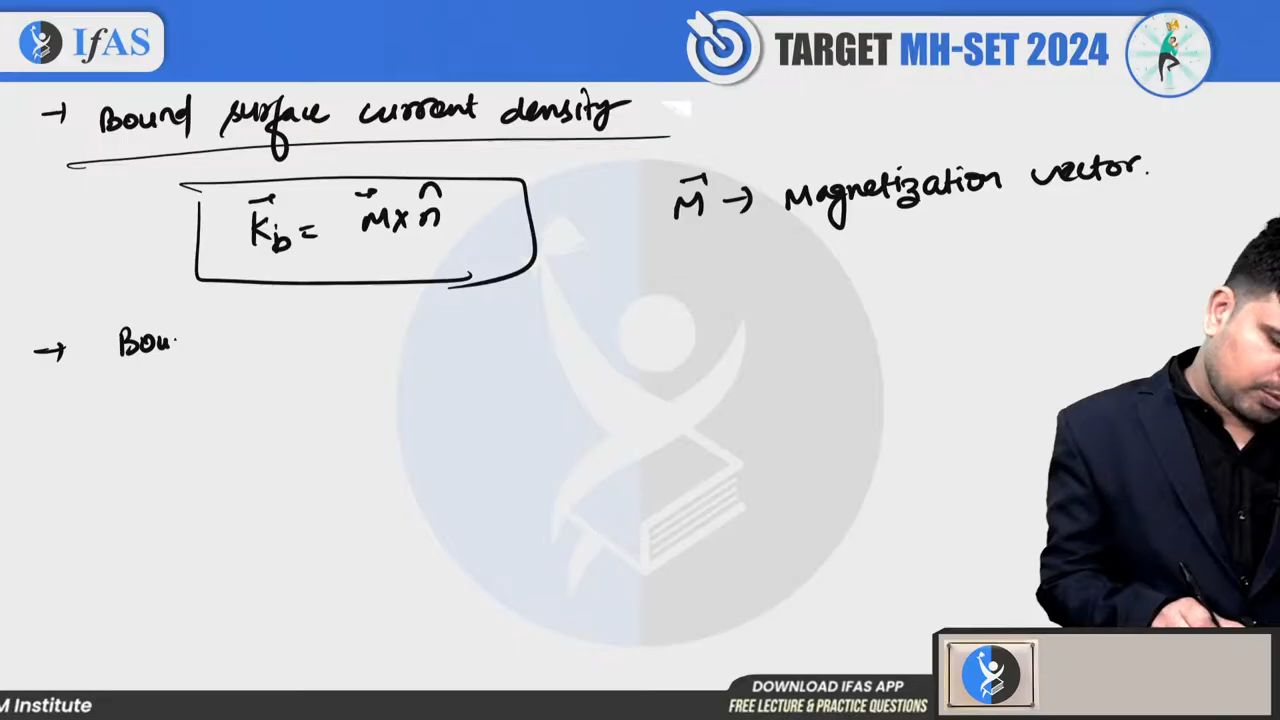 IfAS
TARGET MH-SET 2024
→ Bound surface current density
K⃗b = M⃗ × n̂
M⃗ → Magnetization vector.
→ Bou
DOWNLOAD IFAS APP
FREE LECTURE & PRACTICE QUESTIONS
M Institute